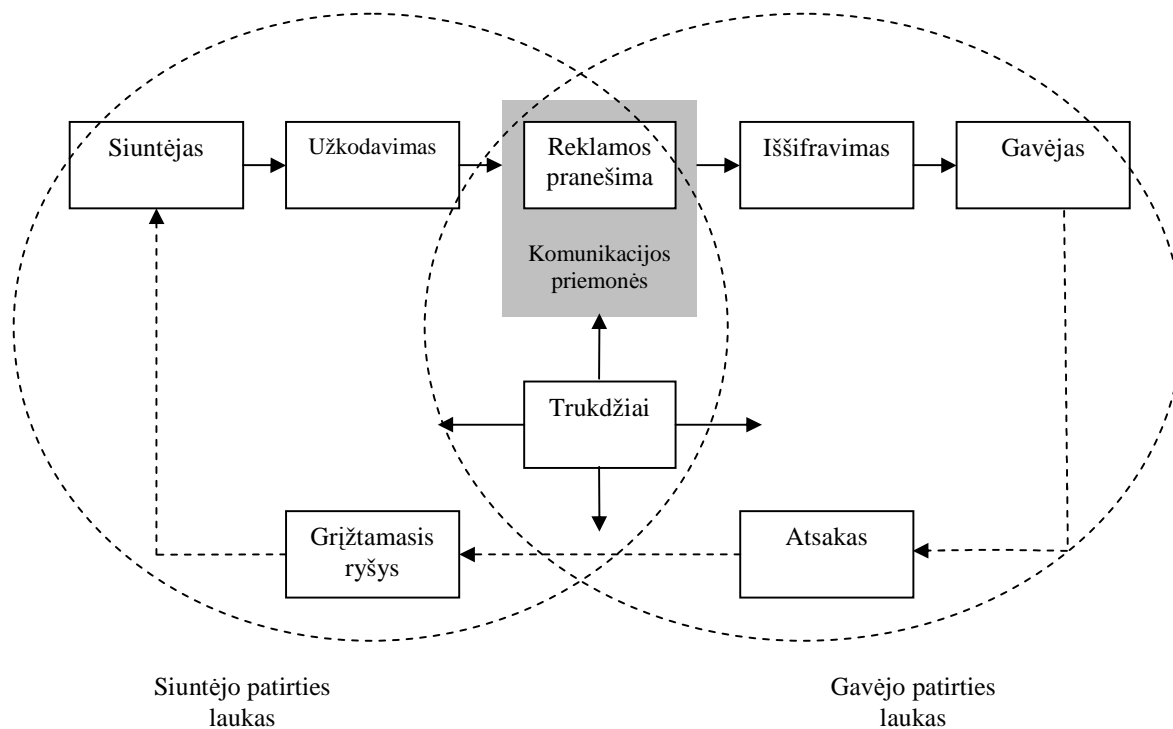 Siuntėjas
Užkodavimas
Reklamos
pranešima
Iššifravimas
Gavėjas
Komunikacijos
priemonės
Trukdžiai
Grįžtamasis
ryšys
Atsakas
Siuntėjo patirties
laukas
Gavėjo patirties
laukas